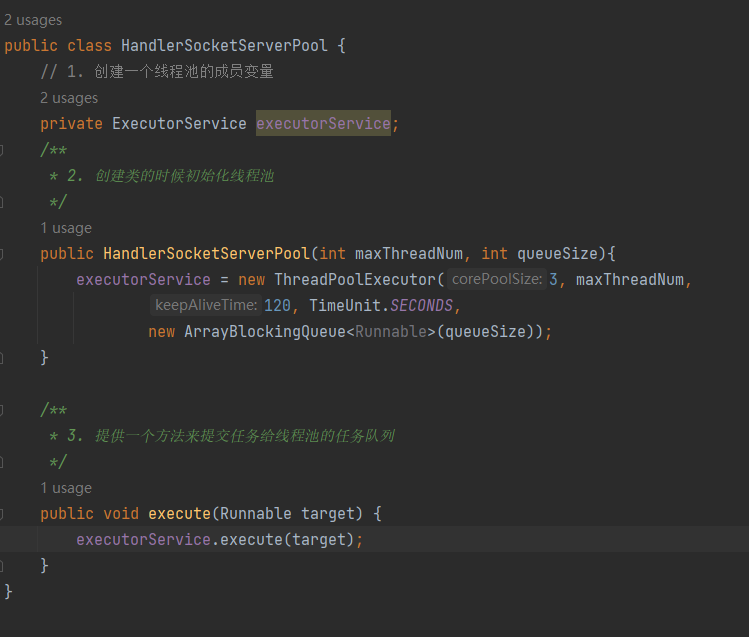 2 usages
public class HandlerSocketServerPool {
// 1. 创建一个线程池的成员变量
2 usages
private ExecutorService executorService;
/**
* 2. 创建类的时候初始化线程池
*/
1 usage
public HandlerSocketServerPool(int maxThreadNum, int queueSize){
executorService = new ThreadPoolExecutor( corePoolSize: 3, maxThreadNum,
keepAliveTime: 120, TimeUnit.SECONDS,
new ArrayBlockingQueue<Runnable>(queueSize));
}
/**
* 3. 提供一个方法来提交任务给线程池的任务队列
*/
1 usage
public void execute(Runnable target) {
executorService.execute(target);
}
}